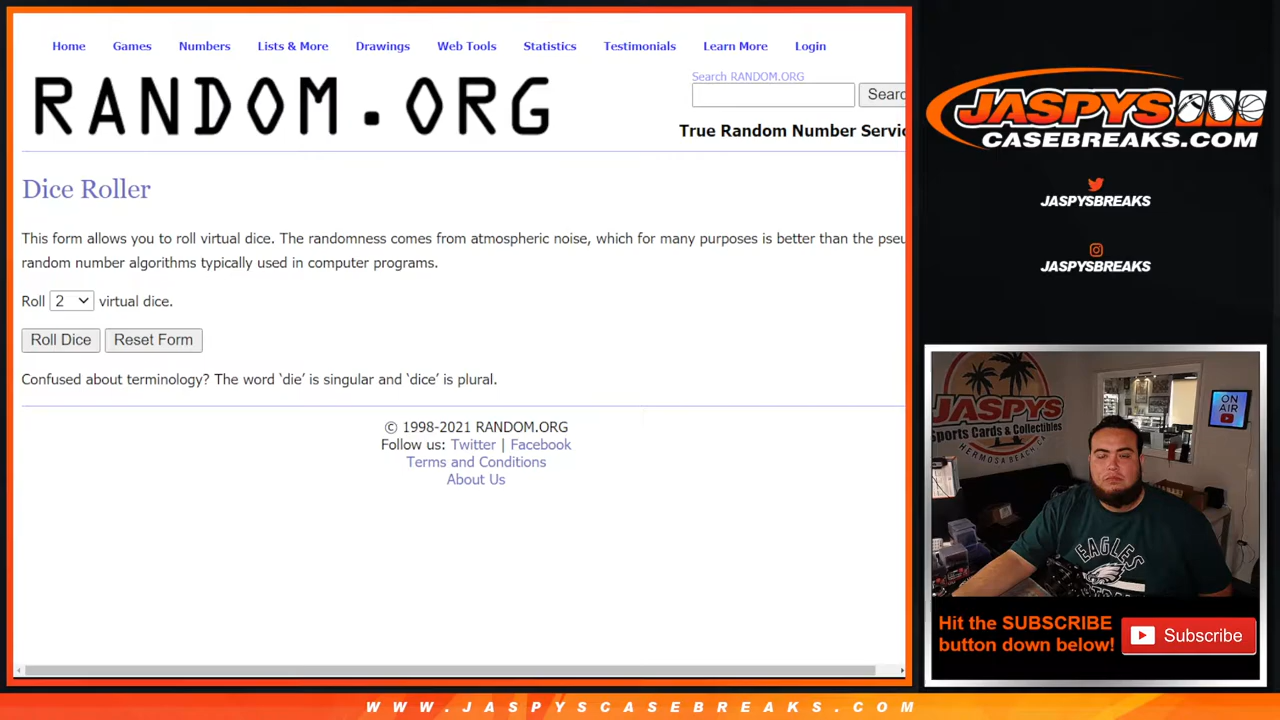 Home Games Numbers Lists & More Drawings Web Tools Statistics Testimonials Learn More Login
RANDOM.ORG
Search RANDOM.ORG
Searc
True Random Number Servic
Dice Roller
This form allows you to roll virtual dice. The randomness comes from atmospheric noise, which for many purposes is better than the pseu
random number algorithms typically used in computer programs.
Roll 2 virtual dice.
Roll Dice Reset Form
Confused about terminology? The word ‘die’ is singular and ‘dice’ is plural.
© 1998-2021 RANDOM.ORG
Follow us: Twitter | Facebook
Terms and Conditions
About Us
JASPYS
CASEBREAKS.COM
JASPYSBREAKS
JASPYSBREAKS
JASPYS
Sports Cards & Collectibles
HERMOSA BEACH, CA
ON AIR
EAGLES
Hit the SUBSCRIBE
button down below!
Subscribe
WWW.JASPYSCASEBREAKS.COM